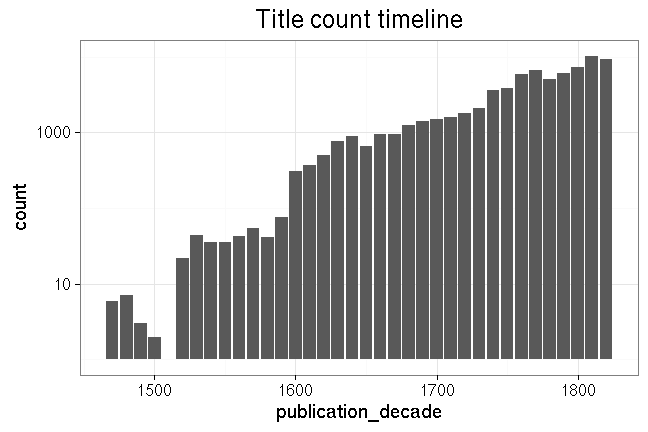 Title count timeline
1000
10
count
1500 1600 1700 1800
publication_decade